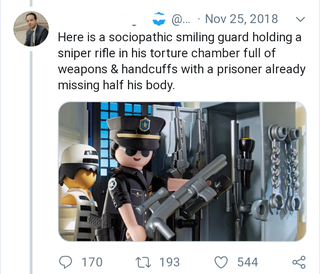 @... · Nov 25, 2018
Here is a sociopathic smiling guard holding a
sniper rifle in his torture chamber full of
weapons & handcuffs with a prisoner already
missing half his body.
170 193 544